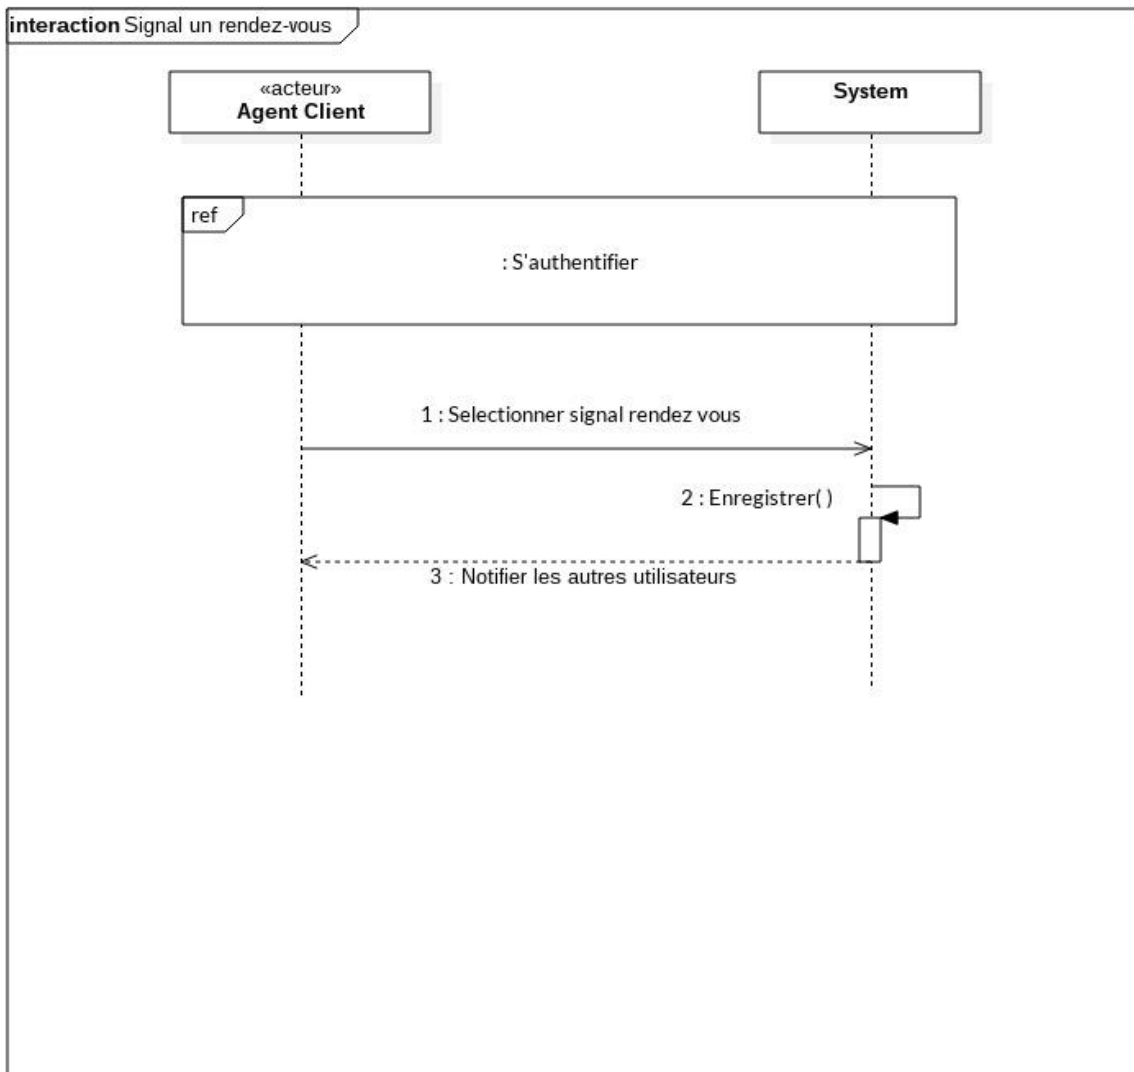 interaction Signal un rendez-vous
«acteur»
Agent Client
System
ref
: S'authentifier
1 : Selectionner signal rendez vous
2 : Enregistrer( )
3 : Notifier les autres utilisateurs